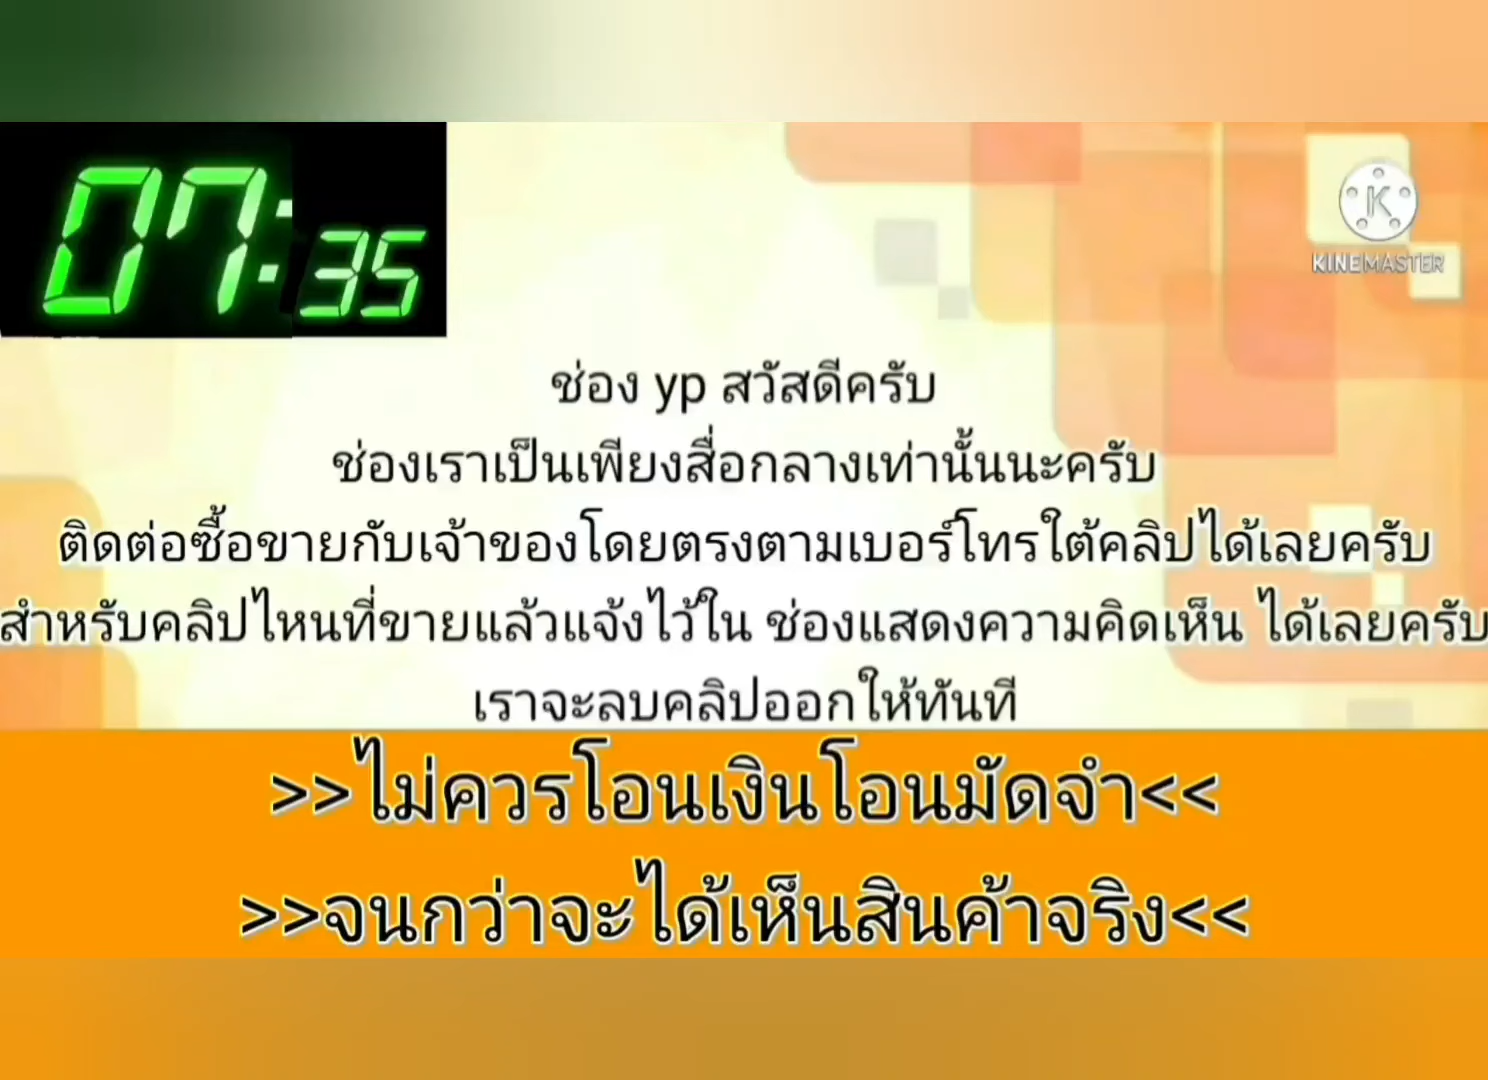 07:35
KINEMASTER
ช่อง yp สวัสดีครับ
ช่องเราเป็นเพียงสื่อกลางเท่านั้นนะครับ
ติดต่อซื้อขายกับเจ้าของโดยตรงตามเบอร์โทรใต้คลิปได้เลยครับ
สำหรับคลิปไหนที่ขายแล้วแจ้งไว้ใน ช่องแสดงความคิดเห็น ได้เลยครับ
เราจะลบคลิปออกให้ทันที
>>ไม่ควรโอนเงินโอนมัดจำ<<
>>จนกว่าจะได้เห็นสินค้าจริง<<